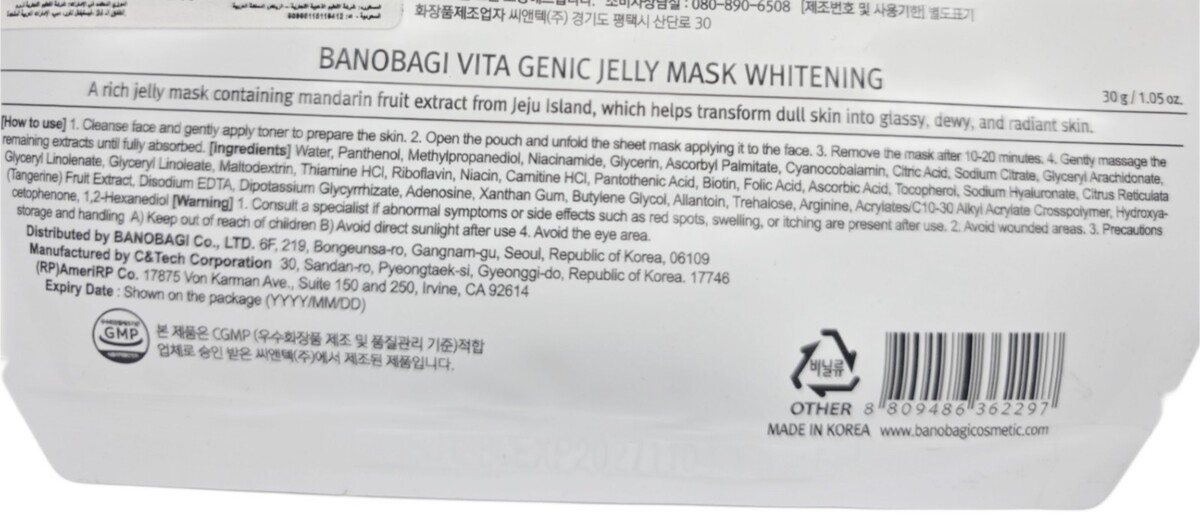 080-890-6508 [제조번호 및 사용기한] 별도표기
화장품제조업자 씨앤텍(주) 경기도 평택시 산단로 30
BANOBAGI VITA GENIC JELLY MASK WHITENING
30 g / 1.05 oz.
A rich jelly mask containing mandarin fruit extract from Jeju Island, which helps transform dull skin into glassy, dewy, and radiant skin.
[How to use] 1. Cleanse face and gently apply toner to prepare the skin. 2. Open the pouch and unfold the sheet mask applying it to the face. 3. Remove the mask after 10-20 minutes. 4. Gently massage the
remaining extracts until fully absorbed. [Ingredients] Water, Panthenol, Methylpropanediol, Niacinamide, Glycerin, Ascorbyl Palmitate, Cyanocobalamin, Citric Acid, Sodium Citrate, Glyceryl Arachidonate,
Glyceryl Linolenate, Glyceryl Linoleate, Maltodextrin, Thiamine HCl, Riboflavin, Niacin, Carnitine HCl, Pantothenic Acid, Biotin, Folic Acid, Ascorbic Acid, Tocopherol, Sodium Hyaluronate, Citrus Reticulata
(Tangerine) Fruit Extract, Disodium EDTA, Dipotassium Glycyrrhizate, Adenosine, Xanthan Gum, Butylene Glycol, Allantoin, Trehalose, Arginine, Acrylates/C10-30 Alkyl Acrylate Crosspolymer, Hydroxya-
cetophenone, 1,2-Hexanediol [Warning] 1. Consult a specialist if abnormal symptoms or side effects such as red spots, swelling, or itching are present after use. 2. Avoid wounded areas. 3. Precautions
storage and handling A) Keep out of reach of children B) Avoid direct sunlight after use 4. Avoid the eye area.
Distributed by BANOBAGI Co., LTD. 6F, 219, Bongeunsa-ro, Gangnam-gu, Seoul, Republic of Korea, 06109
Manufactured by C&Tech Corporation 30, Sandan-ro, Pyeongtaek-si, Gyeonggi-do, Republic of Korea. 17746
(RP)AmeriRP Co. 17875 Von Karman Ave., Suite 150 and 250, Irvine, CA 92614
Expiry Date : Shown on the package (YYYY/MM/DD)
GMP
본 제품은 CGMP (우수화장품 제조 및 품질관리 기준)적합
업체로 승인 받은 씨앤텍(주)에서 제조된 제품입니다.
비닐류
OTHER
8 809486 362297
MADE IN KOREA www.banobagicosmetic.com